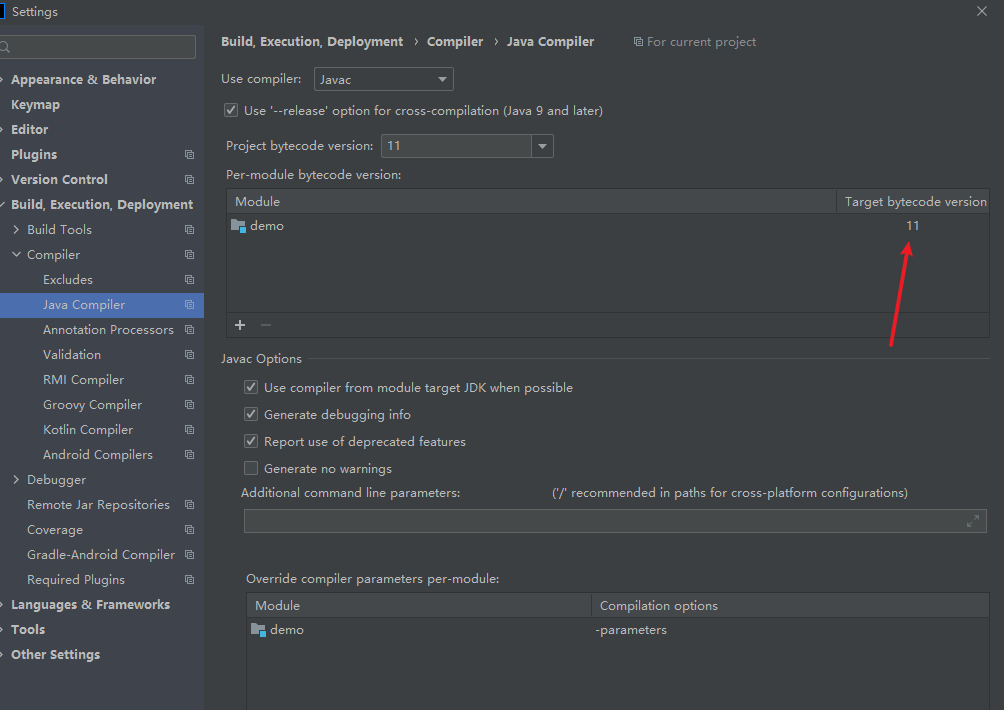 Settings
Appearance & Behavior
Keymap
Editor
Plugins
Version Control
Build, Execution, Deployment
Build Tools
Compiler
Excludes
Java Compiler
Annotation Processors
Validation
RMI Compiler
Groovy Compiler
Kotlin Compiler
Android Compilers
Debugger
Remote Jar Repositories
Coverage
Gradle-Android Compiler
Required Plugins
Languages & Frameworks
Tools
Other Settings
Build, Execution, Deployment › Compiler › Java Compiler For current project
Use compiler: Javac
Use '--release' option for cross-compilation (Java 9 and later)
Project bytecode version: 11
Per-module bytecode version:
Module Target bytecode version
demo 11
Javac Options
Use compiler from module target JDK when possible
Generate debugging info
Report use of deprecated features
Generate no warnings
Additional command line parameters: ('/' recommended in paths for cross-platform configurations)
Override compiler parameters per-module:
Module Compilation options
demo -parameters